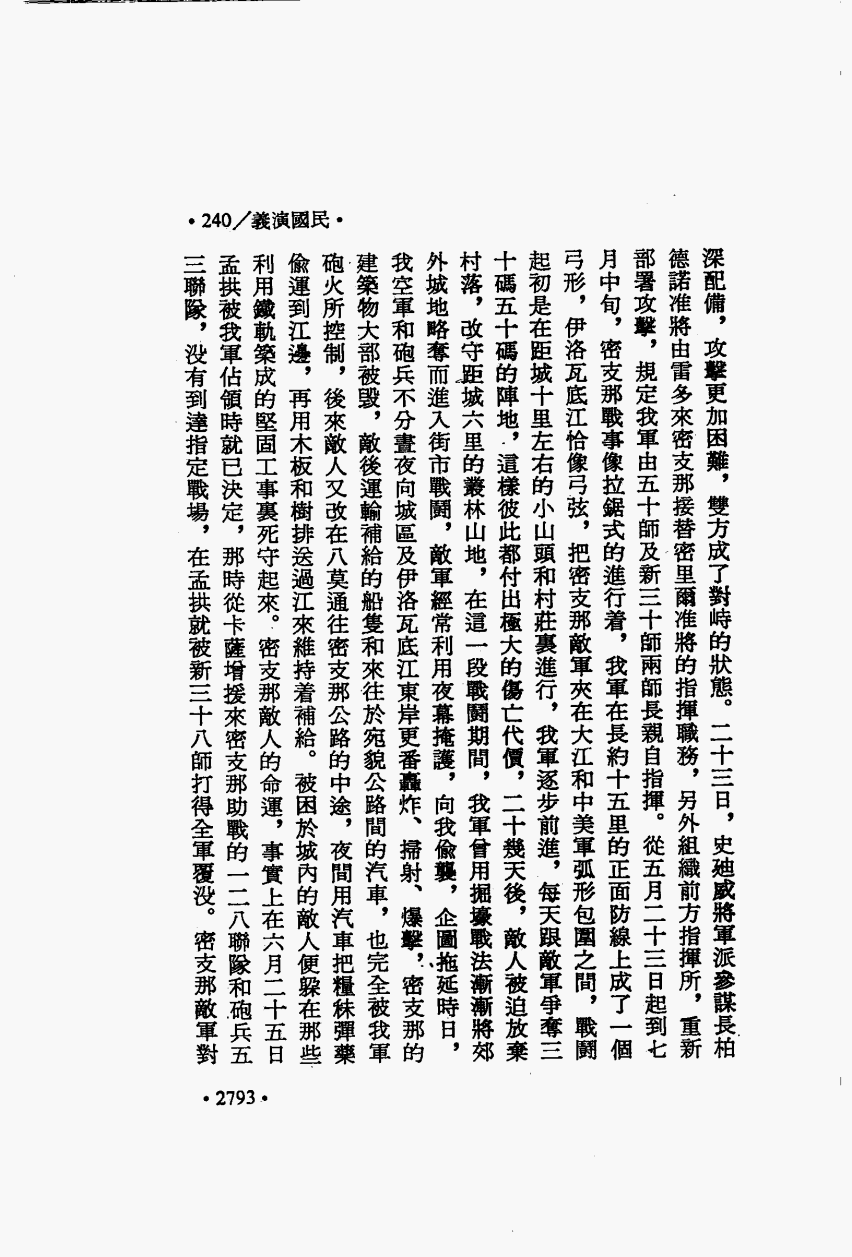 •240/義演國民•
深配備，攻擊更加困難，雙方成了對峙的狀態。二十三日，史廸威將軍派參謀長柏
德諾准將由雷多來密支那接替密里爾准將的指揮職務，另外組織前方指揮所，重新
部署攻擊，規定我軍由五十師及新三十師兩師長親自指揮。從五月二十三日起到七
月中旬，密支那戰事像拉鋸式的進行着，我軍在長約十五里的正面防線上成了一個
弓形，伊洛瓦底江恰像弓弦，把密支那敵軍夾在大江和中美軍弧形包圍之間，戰鬪
起初是在距城十里左右的小山頭和村莊裏進行，我軍逐步前進，每天跟敵軍爭奪三
十碼五十碼的陣地，這樣彼此都付出極大的傷亡代價，二十幾天後，敵人被迫放棄
村落，改守距城六里的叢林山地，在這一段戰鬪期間，我軍曾用掘壕戰法漸漸將郊
外城地略奪而進入街市戰鬪，敵軍經常利用夜幕掩護，向我偷襲，企圖拖延時日，
我空軍和砲兵不分晝夜向城區及伊洛瓦底江東岸更番轟炸、掃射、爆擊，密支那的
建築物大部被毀，敵後運輸補給的船隻和來往於宛貌公路間的汽車，也完全被我軍
砲火所控制，後來敵人又改在八莫通往密支那公路的中途，夜間用汽車把糧秣彈藥
偷運到江邊，再用木板和樹排送過江來維持着補給。被困於城內的敵人便躱在那些
利用鐵軌築成的堅固工事裏死守起來。密支那敵人的命運，事實上在六月二十五日
孟拱被我軍佔領時就已決定，那時從卡薩增援來密支那助戰的一二八聯隊和砲兵五
三聯隊，没有到達指定戰場，在孟拱就被新三十八師打得全軍覆没。密支那敵軍對
•2793•